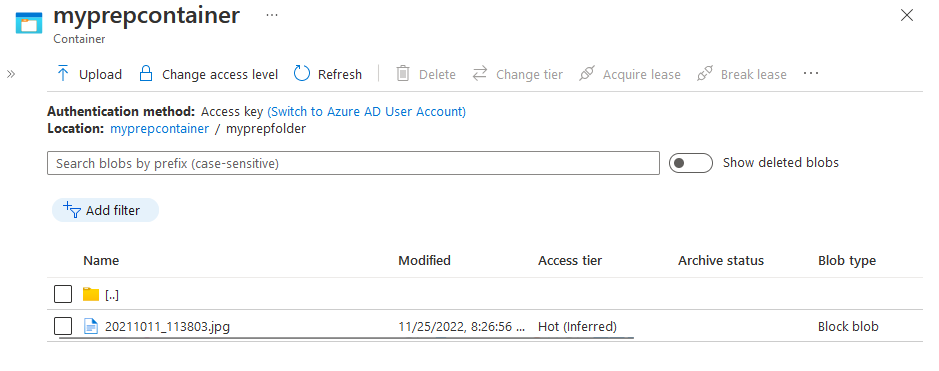 myprepcontainer ...
Container
» Upload Change access level Refresh Delete Change tier Acquire lease Break lease ...
Authentication method: Access key (Switch to Azure AD User Account)
Location: myprepcontainer / myprepfolder
Search blobs by prefix (case-sensitive) Show deleted blobs
Add filter
Name Modified Access tier Archive status Blob type
[..]
20211011_113803.jpg 11/25/2022, 8:26:56 ... Hot (Inferred) Block blob